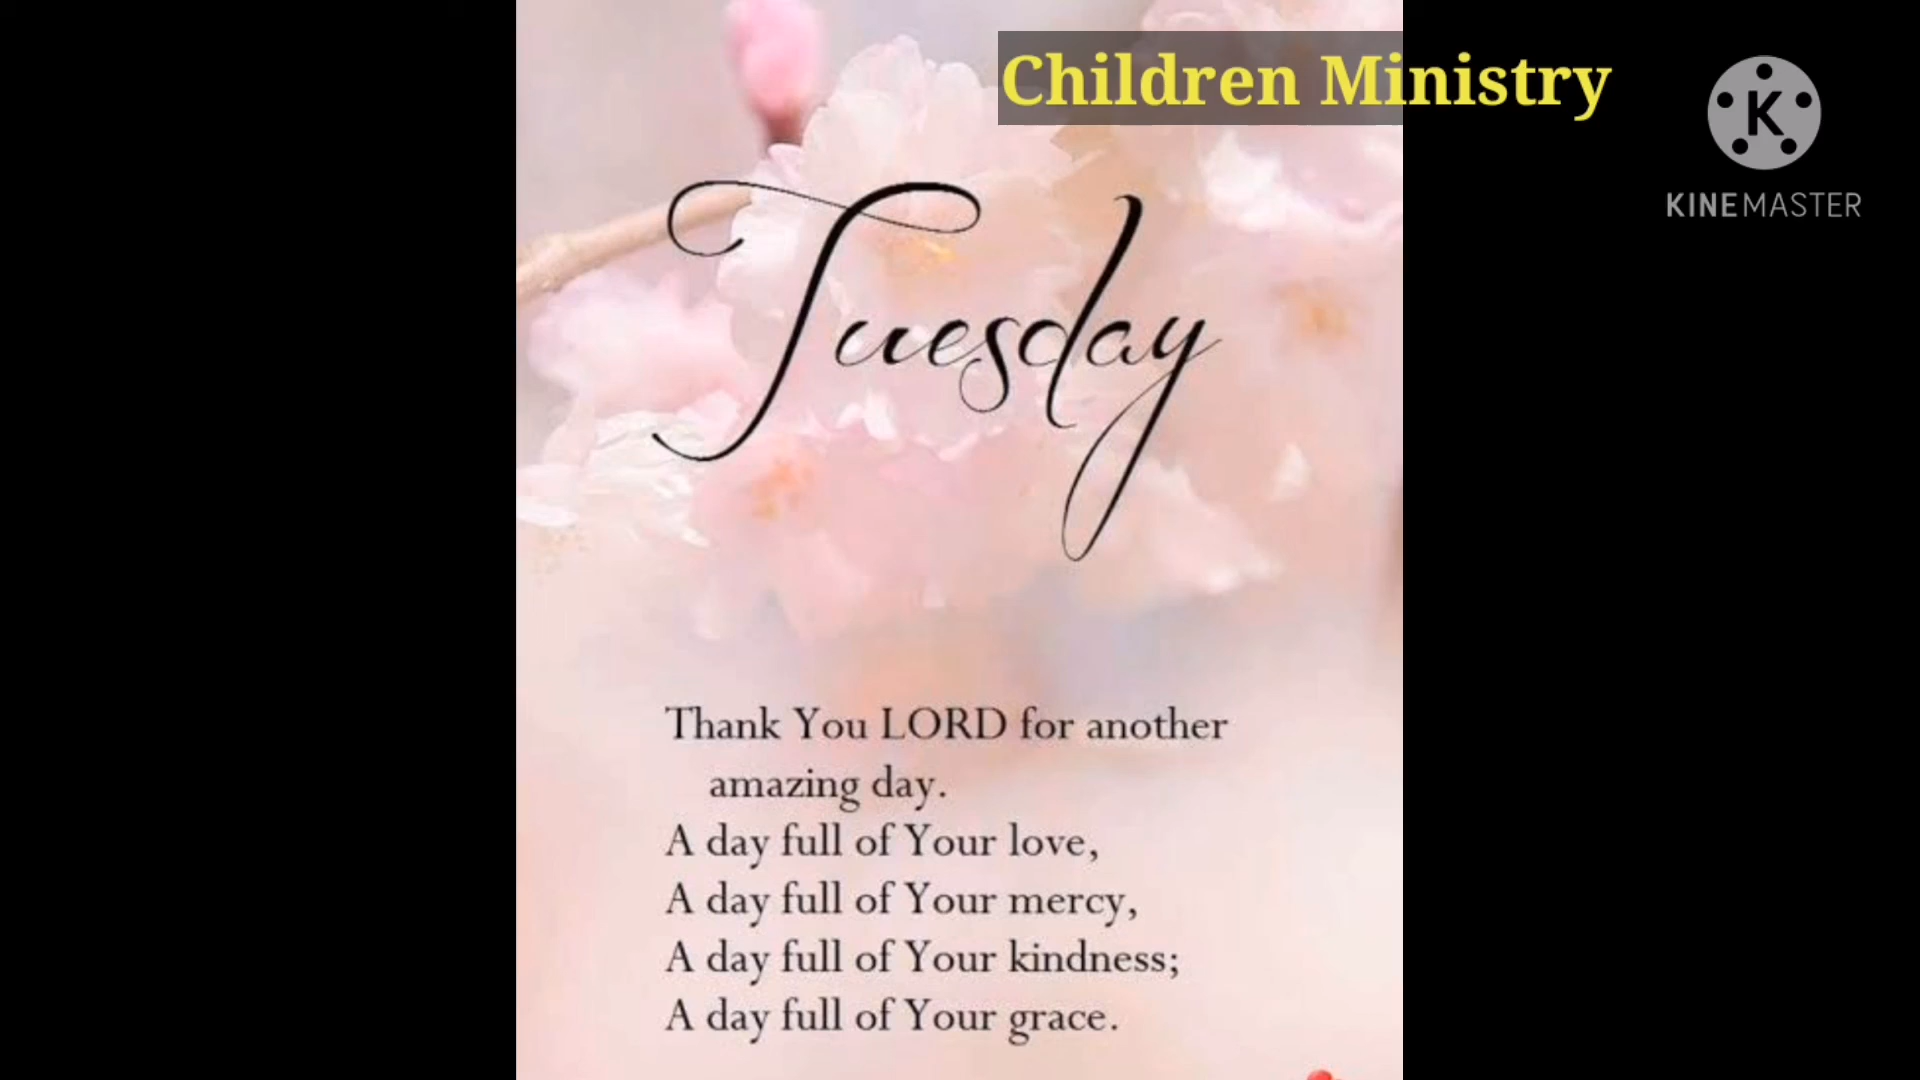 Children Ministry
KINEMASTER
Tuesday
Thank You LORD for another
amazing day.
A day full of Your love,
A day full of Your mercy,
A day full of Your kindness;
A day full of Your grace.